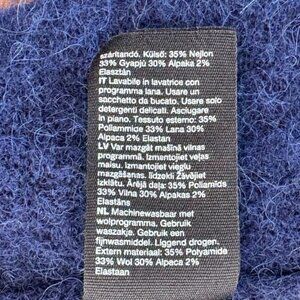 szárítandó. Külső: 35% Nejlon
33% Gyapjú 30% Alpaka 2%
Elasztán
IT Lavabile in lavatrice con
programma lana. Usare un
sacchetto da bucato. Usare solo
detergenti delicati. Asciugare
in piano. Tessuto esterno: 35%
Poliammide 33% Lana 30%
Alpaca 2% Elastan
LV Var mazgāt mašīnā vilnas
programmā. Izmantojiet veļas
maisu. Izmantojiet vieglu
mazgāšanas līdzekli Žāvējiet
izklātu. Ārējā daļa: 35% Poliamīds
33% Vilna 30% Alpakas 2%
Elastāns
NL Machinewasbaar met
wolprogramma. Gebruik een
waszakje. Gebruik een
fijnwasmiddel. Liggend drogen.
Extern materiaal: 35% Polyamide
33% Wol 30% Alpaca 2%
Elastaan